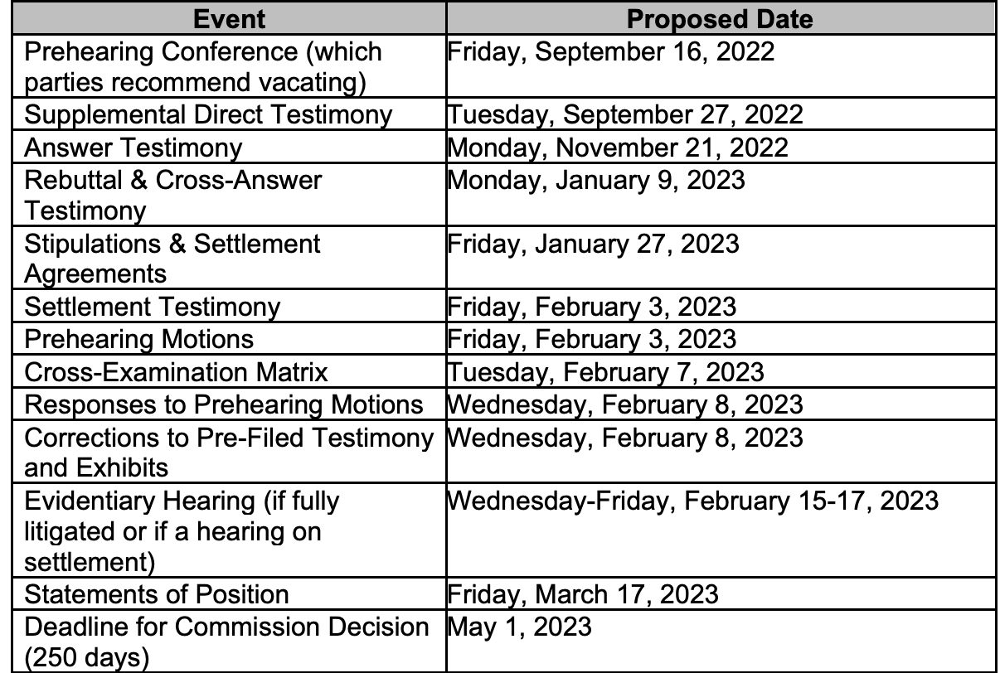 Event Proposed Date
Prehearing Conference (which Friday, September 16, 2022
parties recommend vacating)
Supplemental Direct Testimony Tuesday, September 27, 2022
Answer Testimony Monday, November 21, 2022
Rebuttal & Cross-Answer Monday, January 9, 2023
Testimony
Stipulations & Settlement Friday, January 27, 2023
Agreements
Settlement Testimony Friday, February 3, 2023
Prehearing Motions Friday, February 3, 2023
Cross-Examination Matrix Tuesday, February 7, 2023
Responses to Prehearing Motions Wednesday, February 8, 2023
Corrections to Pre-Filed Testimony Wednesday, February 8, 2023
and Exhibits
Evidentiary Hearing (if fully Wednesday-Friday, February 15-17, 2023
litigated or if a hearing on
settlement)
Statements of Position Friday, March 17, 2023
Deadline for Commission Decision May 1, 2023
(250 days)